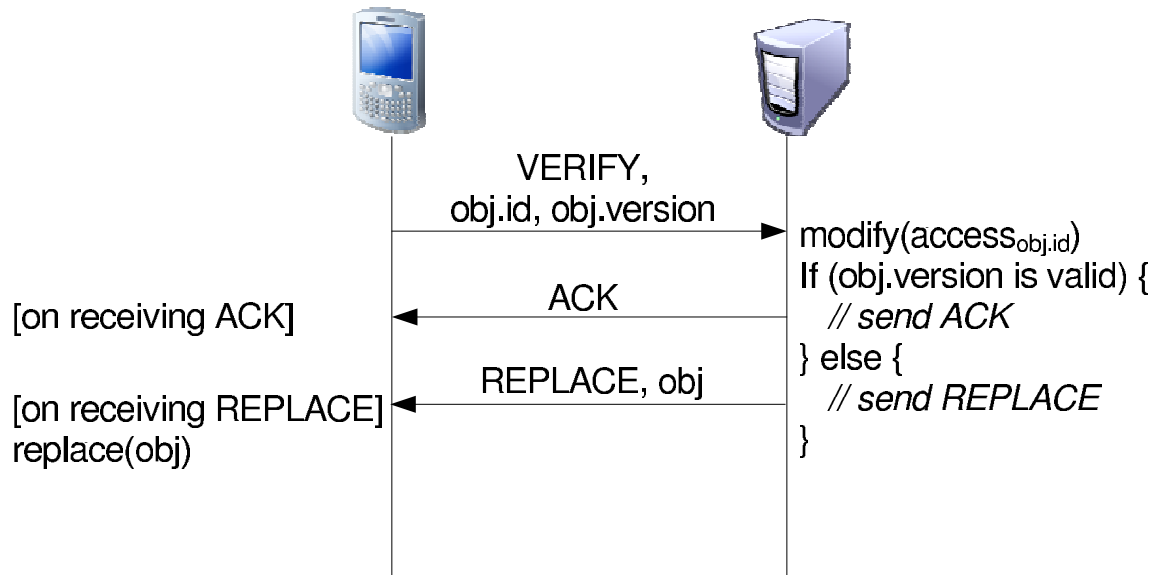 VERIFY,
obj.id, obj.version
modify(access_obj.id)
If (obj.version is valid) {
ACK
[on receiving ACK]
// send ACK
} else {
REPLACE, obj
// send REPLACE
[on receiving REPLACE]
replace(obj)
}